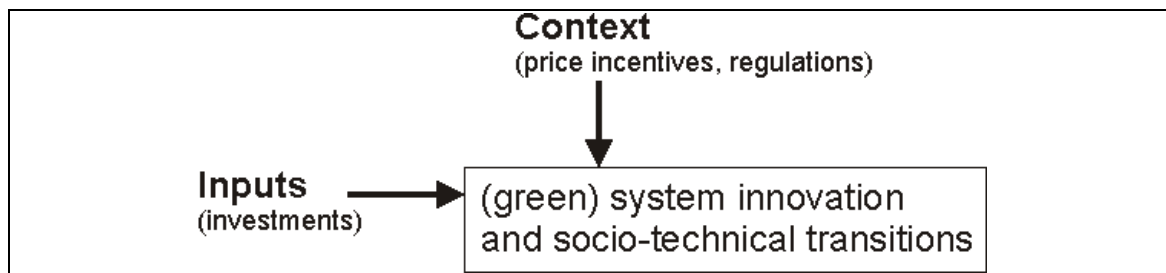 Context
(price incentives, regulations)
Inputs
(investments)
(green) system innovation
and socio-technical transitions